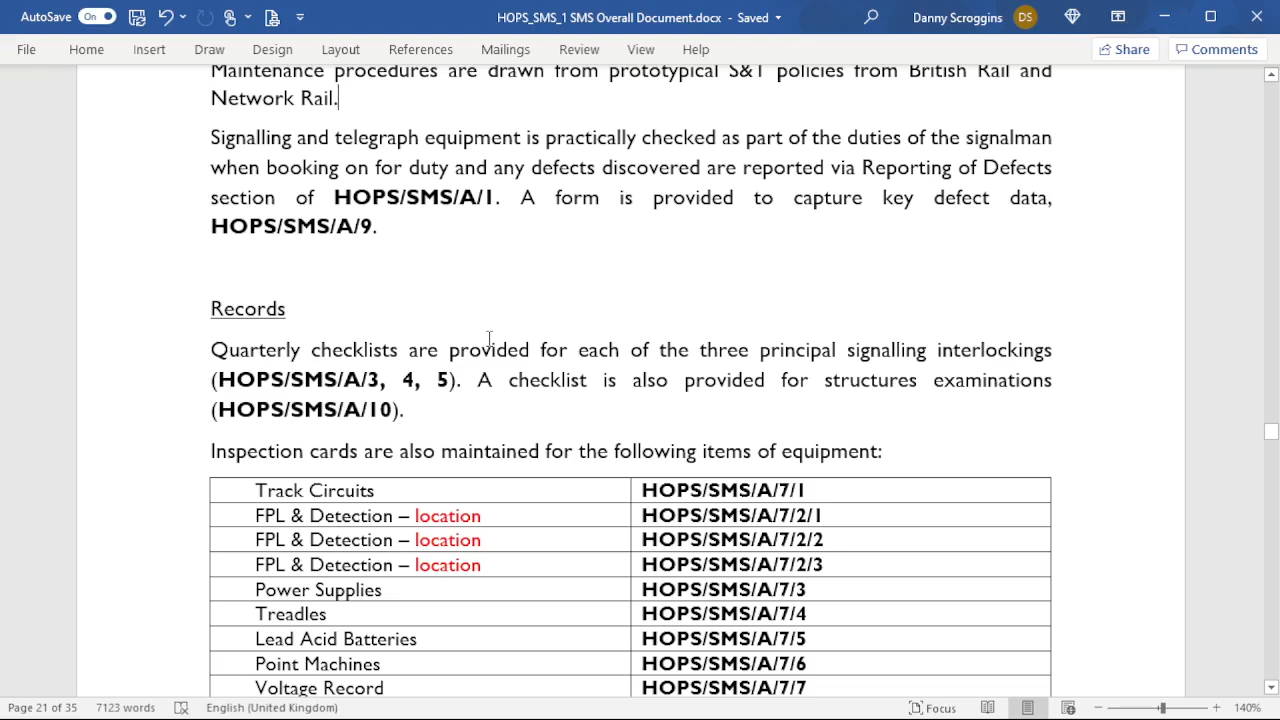 AutoSave On HOPS_SMS_1 SMS Overall Document.docx - Saved Danny Scroggins DS
File Home Insert Draw Design Layout References Mailings Review View Help Share Comments
Maintenance procedures are drawn from prototypical S&T policies from British Rail and
Network Rail.
Signalling and telegraph equipment is practically checked as part of the duties of the signalman
when booking on for duty and any defects discovered are reported via Reporting of Defects
section of HOPS/SMS/A/1. A form is provided to capture key defect data,
HOPS/SMS/A/9.
Records
Quarterly checklists are provided for each of the three principal signalling interlockings
(HOPS/SMS/A/3, 4, 5). A checklist is also provided for structures examinations
(HOPS/SMS/A/10).
Inspection cards are also maintained for the following items of equipment:
Track Circuits HOPS/SMS/A/7/1
FPL & Detection – location HOPS/SMS/A/7/2/1
FPL & Detection – location HOPS/SMS/A/7/2/2
FPL & Detection – location HOPS/SMS/A/7/2/3
Power Supplies HOPS/SMS/A/7/3
Treadles HOPS/SMS/A/7/4
Lead Acid Batteries HOPS/SMS/A/7/5
Point Machines HOPS/SMS/A/7/6
Voltage Record HOPS/SMS/A/7/7
Page 21 of 35 7123 words English (United Kingdom) Focus 140%